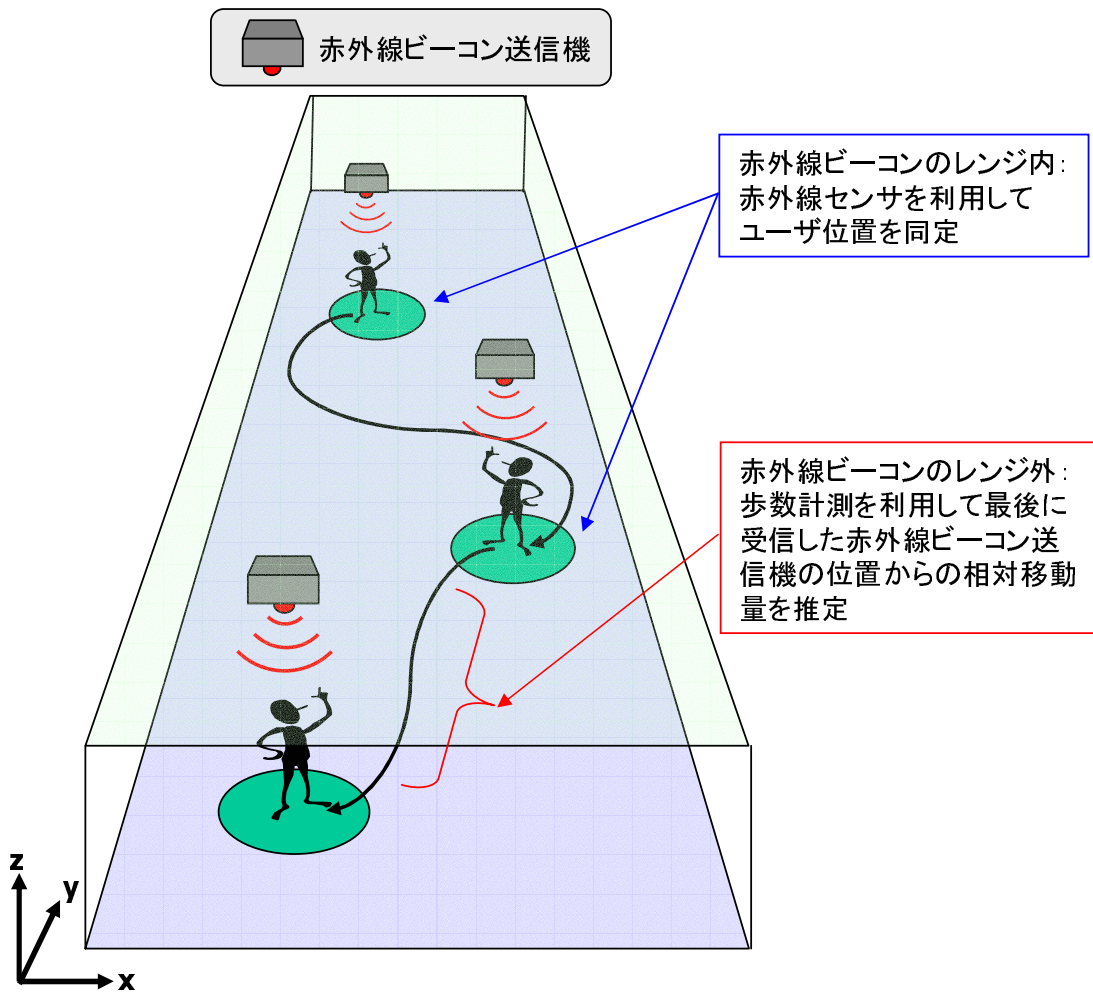 赤外線ビーコン送信機
赤外線ビーコンのレンジ内：
赤外線センサを利用して
ユーザ位置を同定
赤外線ビーコンのレンジ外：
歩数計測を利用して最後に
受信した赤外線ビーコン送
信機の位置からの相対移動
量を推定
z
y
x